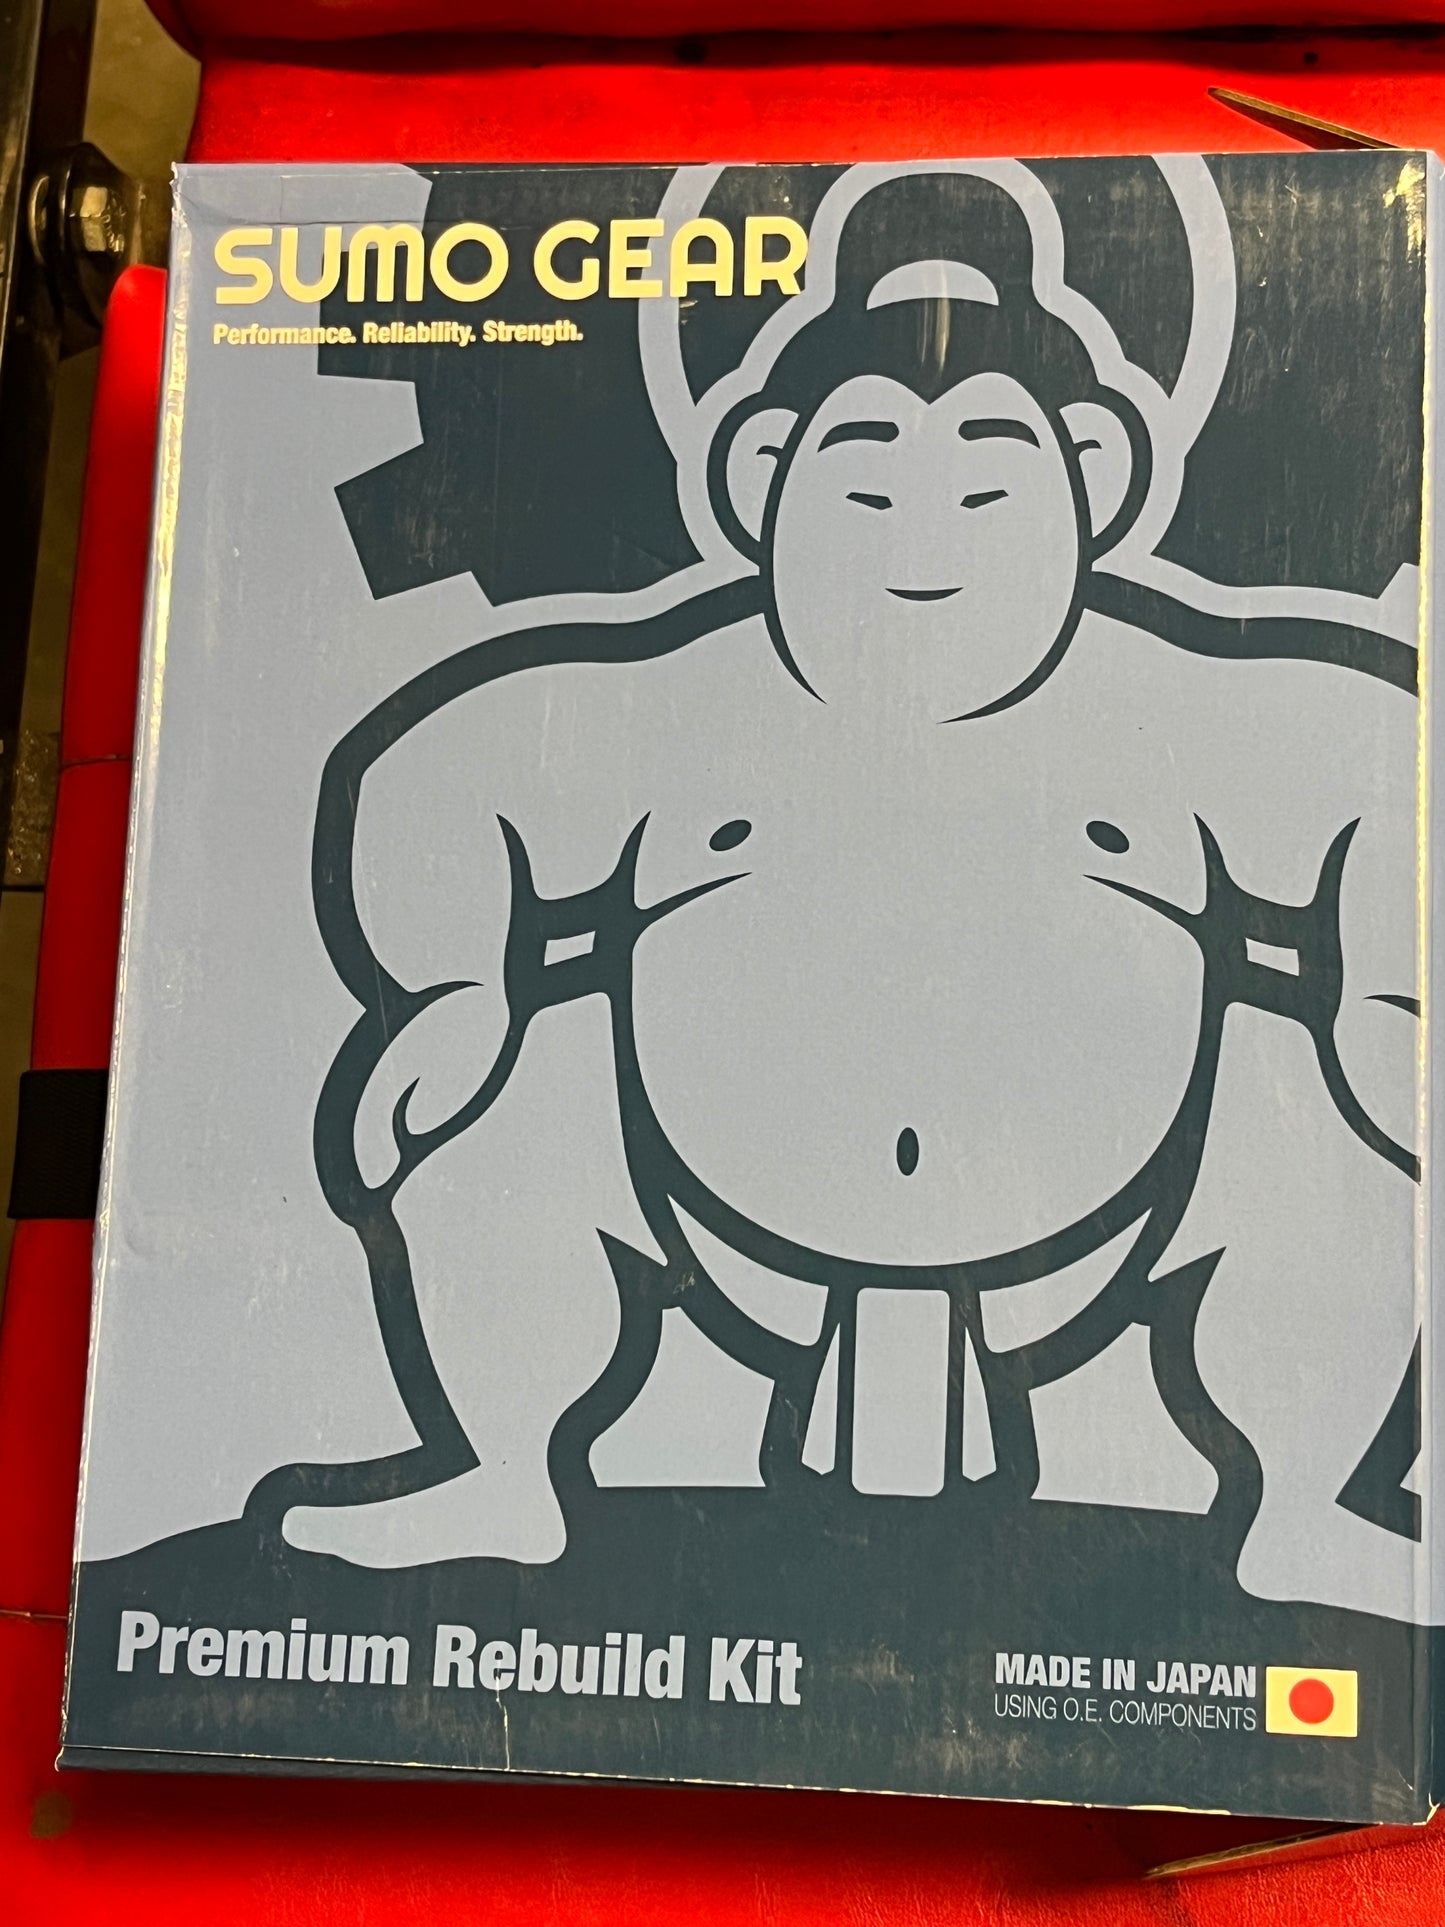 SUMO GEAR
Performance. Reliability. Strength.
Premium Rebuild Kit
MADE IN JAPAN
USING O.E. COMPONENTS